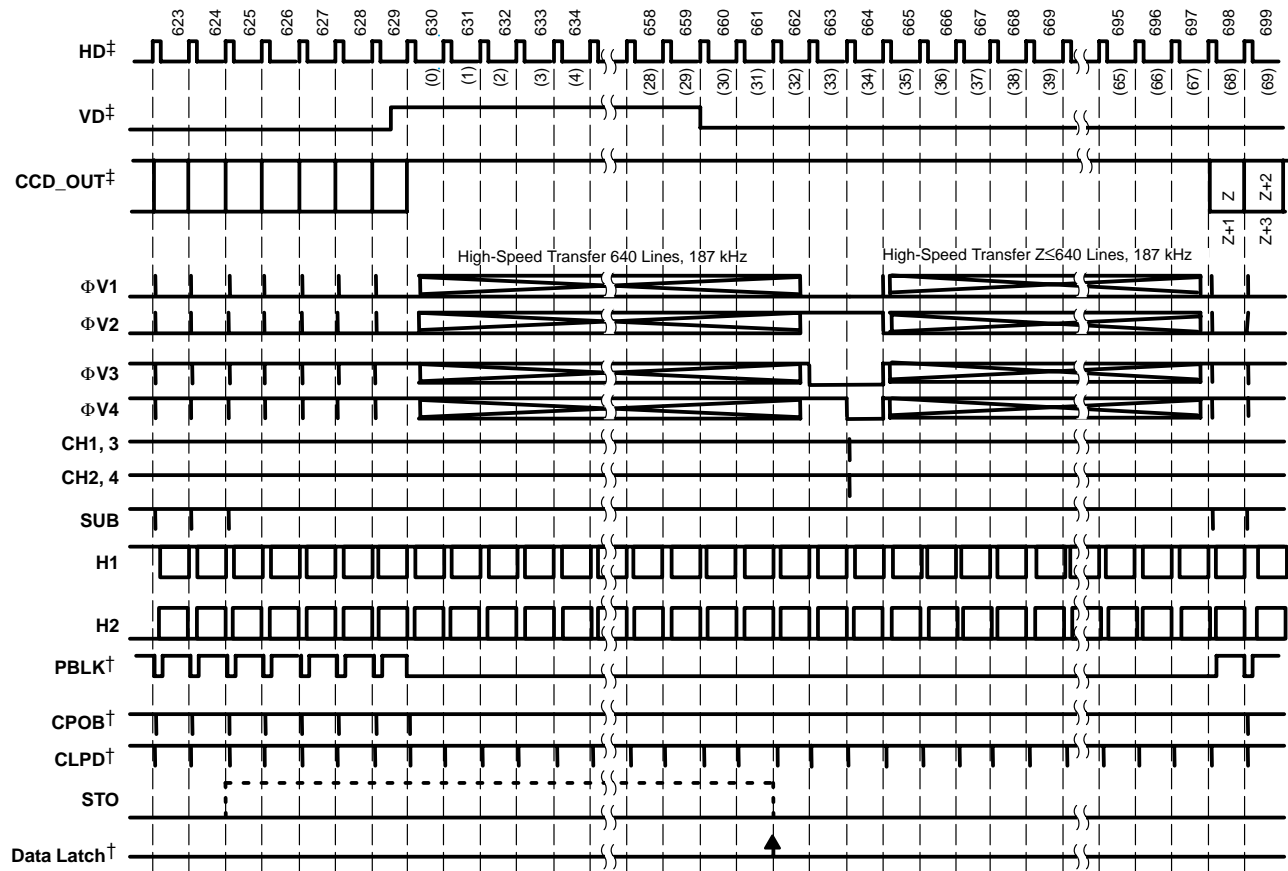 623 624 625 626 627 628 629 630 631 632 633 634 658 659 660 661 662 663 664 665 666 667 668 669 695 696 697 698 699
HD‡
(0) (1) (2) (3) (4) (28) (29) (30) (31) (32) (33) (34) (35) (36) (37) (38) (39) (65) (66) (67) (68) (69)
VD‡
CCD_OUT‡
Z Z+2
Z+1 Z+3
High-Speed Transfer 640 Lines, 187 kHz High-Speed Transfer Z≤640 Lines, 187 kHz
ΦV1
ΦV2
ΦV3
ΦV4
CH1, 3
CH2, 4
SUB
H1
H2
PBLK†
CPOB†
CLPD†
STO
Data Latch†